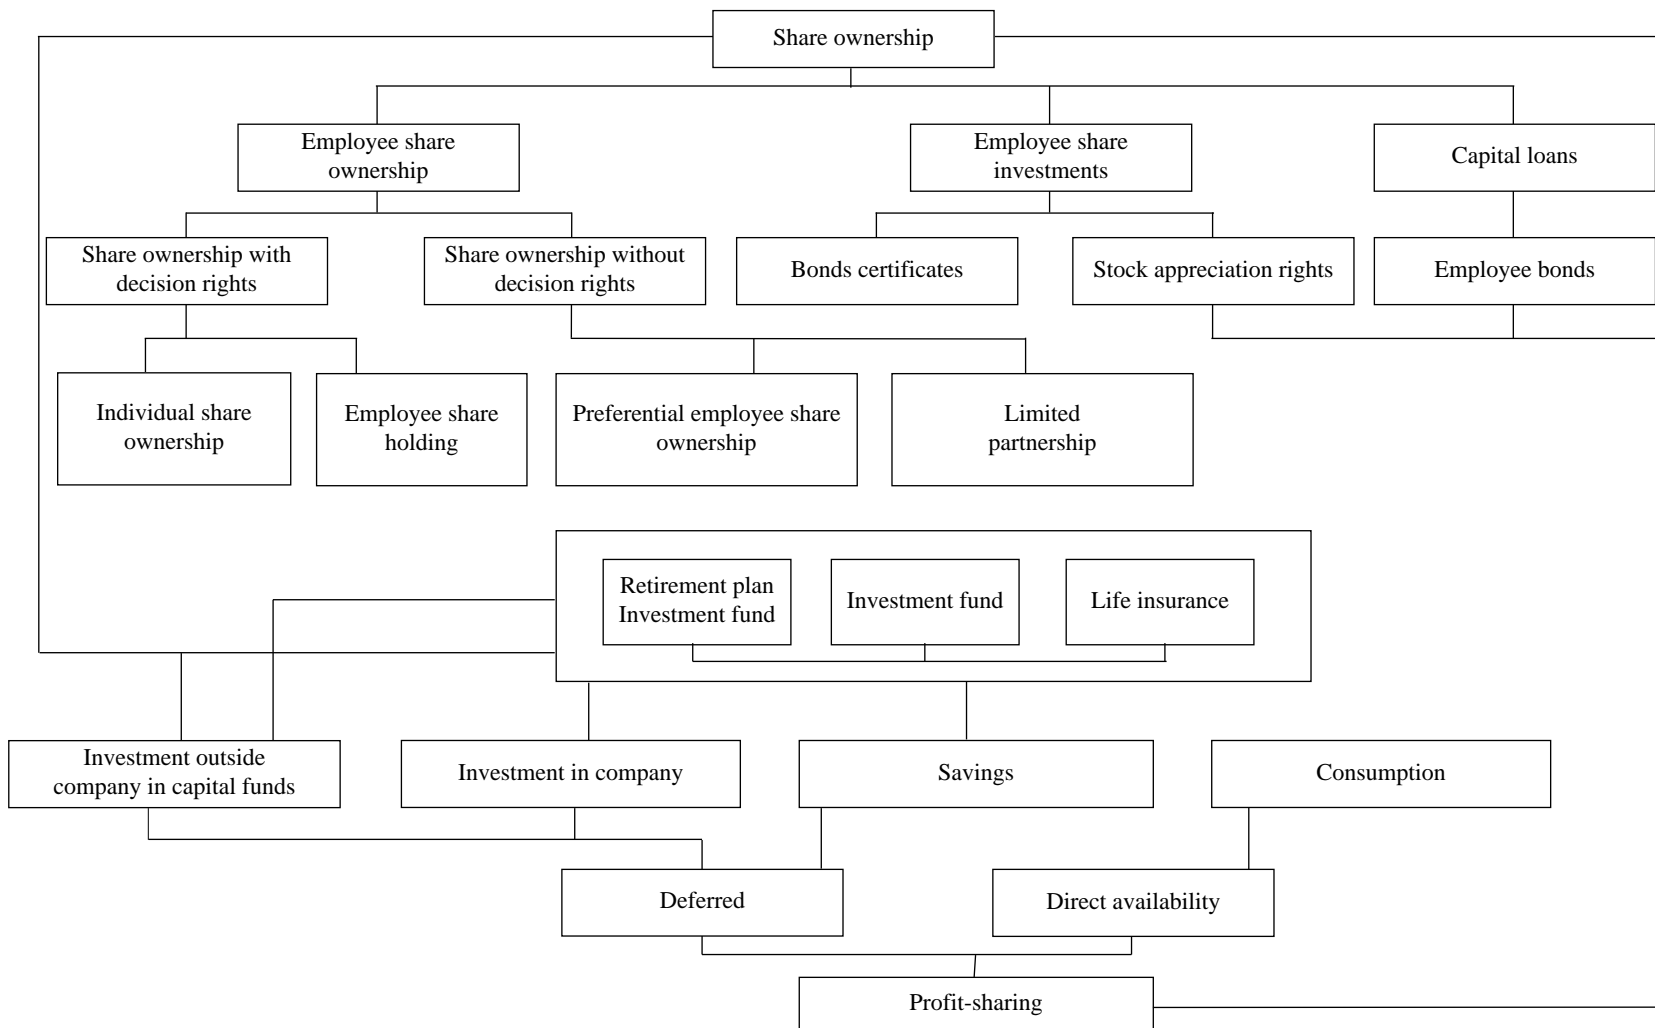 Share ownership
Employee share
ownership
Employee share
investments
Capital loans
Share ownership with
decision rights
Share ownership without
decision rights
Bonds certificates
Stock appreciation rights
Employee bonds
Individual share
ownership
Employee share
holding
Preferential employee share
ownership
Limited
partnership
Retirement plan
Investment fund
Investment fund
Life insurance
Investment outside
company in capital funds
Investment in company
Savings
Consumption
Deferred
Direct availability
Profit-sharing